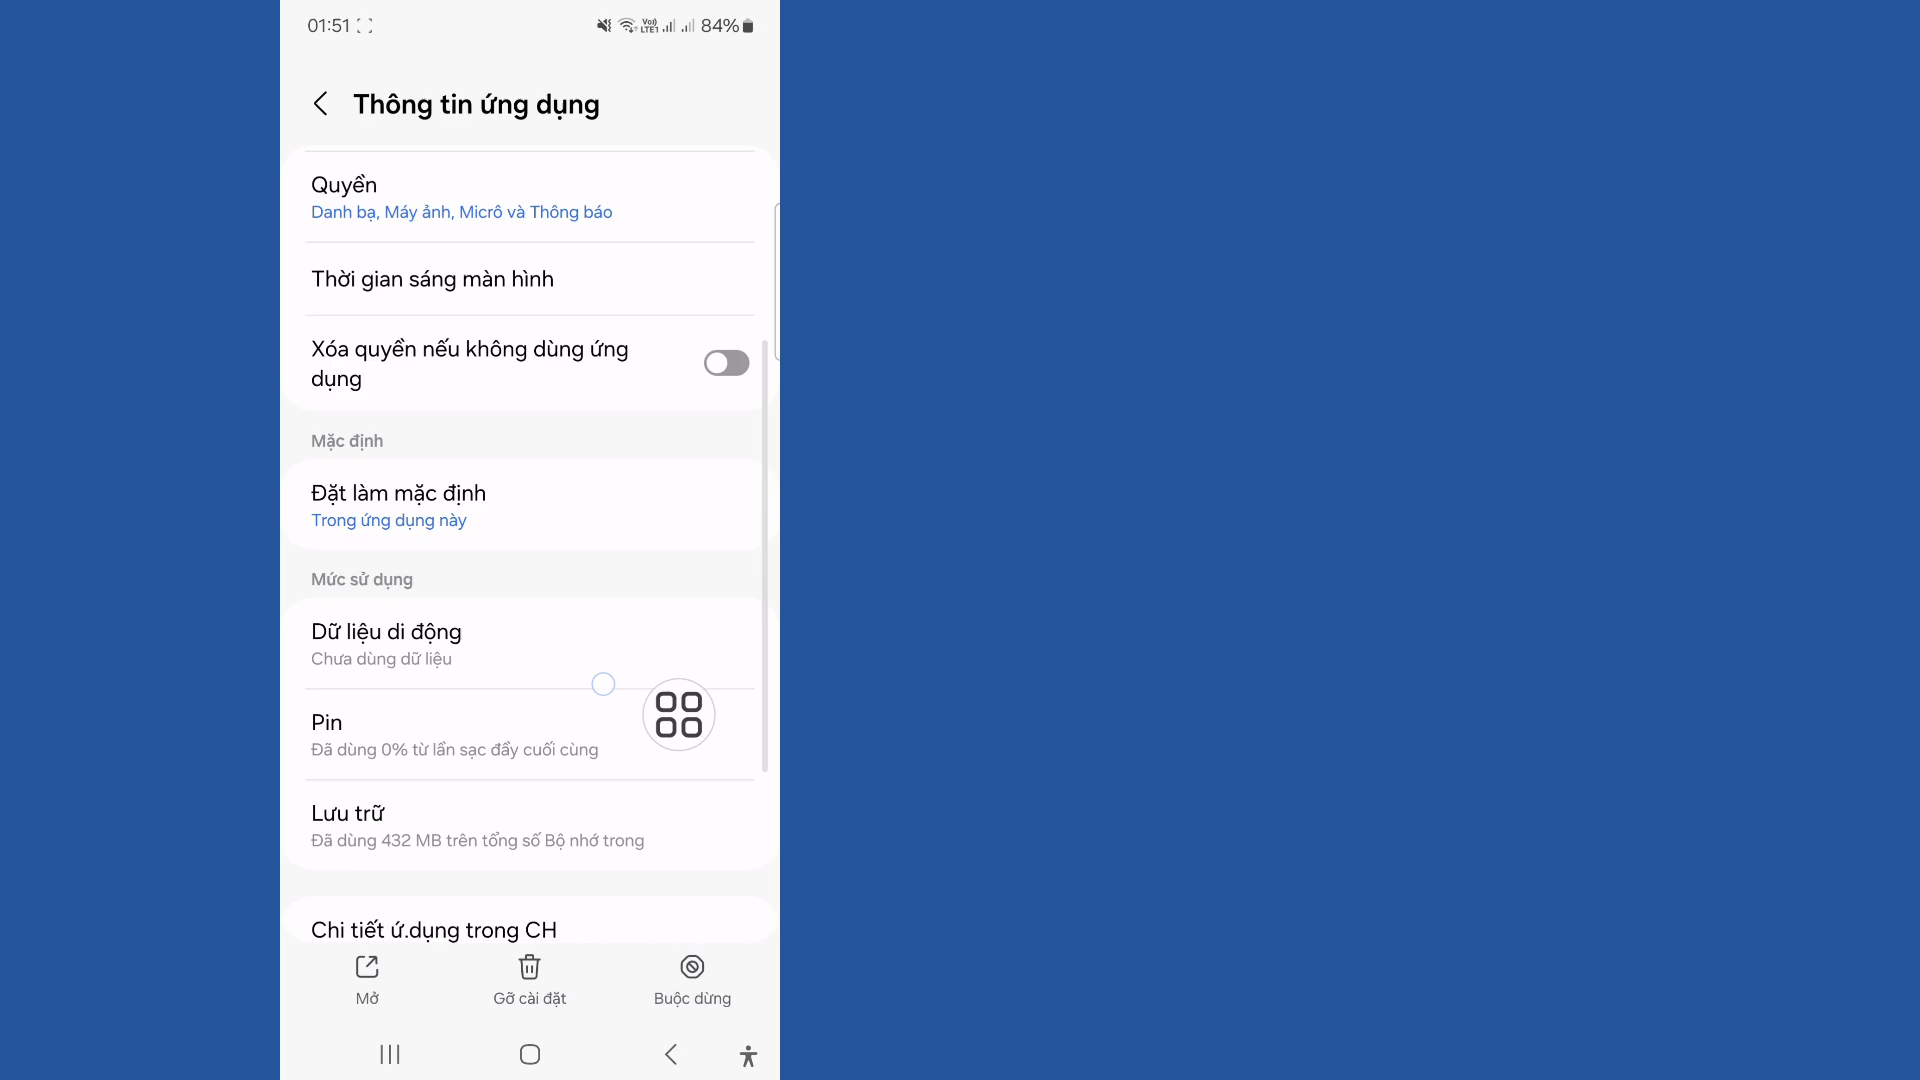 01:51
Vo)) LTE1 84%
Thông tin ứng dụng
Quyền
Danh bạ, Máy ảnh, Micrô và Thông báo
Thời gian sáng màn hình
Xóa quyền nếu không dùng ứng
dụng
Mặc định
Đặt làm mặc định
Trong ứng dụng này
Mức sử dụng
Dữ liệu di động
Chưa dùng dữ liệu
Pin
Đã dùng 0% từ lần sạc đầy cuối cùng
Lưu trữ
Đã dùng 432 MB trên tổng số Bộ nhớ trong
Chi tiết ứ.dụng trong CH
Mở
Gỡ cài đặt
Buộc dừng